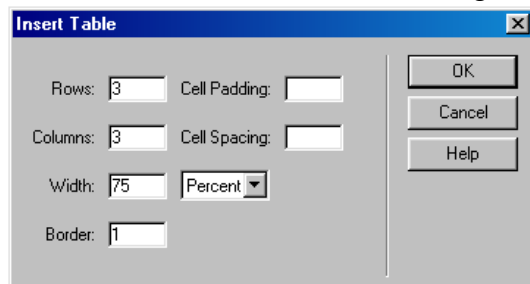 Insert Table
Rows: 3 Cell Padding:
OK
Columns: 3 Cell Spacing:
Cancel
Help
Width: 75 Percent
Border: 1